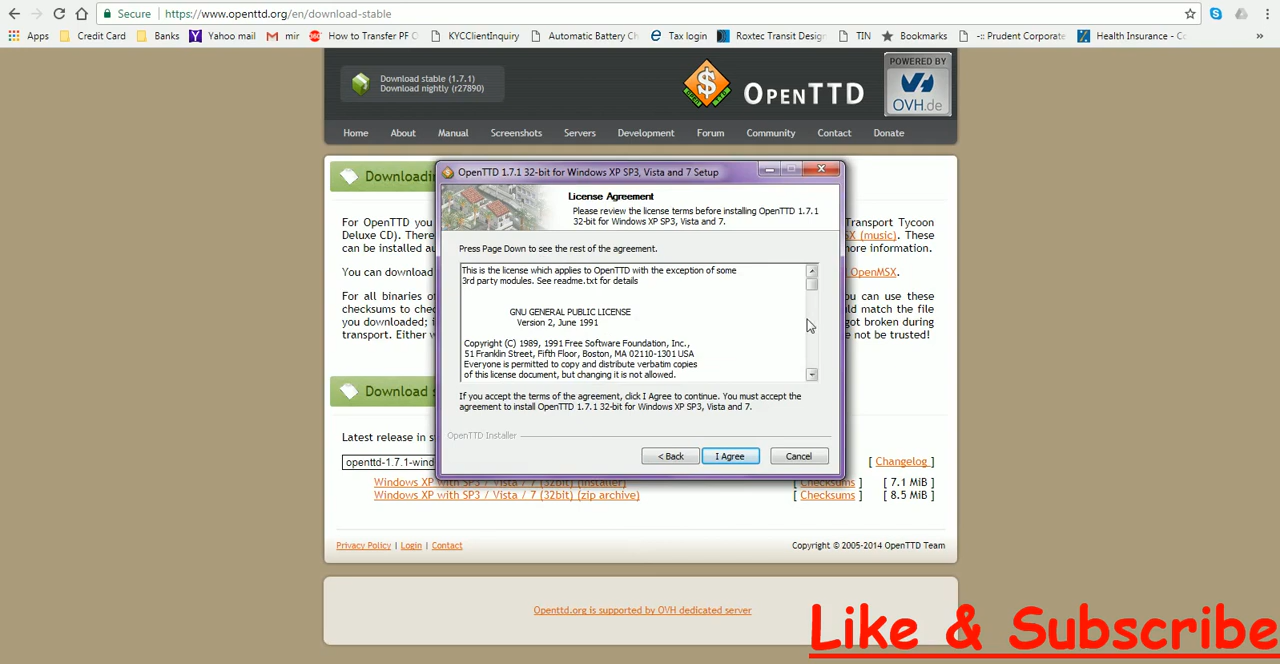 Secure
https://www.openttd.org/en/download-stable
Apps
Credit Card
Banks
Yahoo mail
mir
How to Transfer PF O
KYCClientInquiry
Automatic Battery Ch
Tax login
Roxtec Transit Design
TIN
Bookmarks
-:: Prudent Corporate
Health Insurance - Co
»
Download stable (1.7.1)
Download nightly (r27890)
OPENTTD
POWERED BY
OVH.de
Home
About
Manual
Screenshots
Servers
Development
Forum
Community
Contact
Donate
Downloadin
For OpenTTD you
Transport Tycoon
Deluxe CD). There
SX (music). These
can be installed au
more information.
You can download
OpenMSX.
For all binaries o
ou can use these
checksums to chec
uld match the file
you downloaded; i
got broken during
transport. Either w
not be trusted!
OpenTTD 1.7.1 32-bit for Windows XP SP3, Vista and 7 Setup
License Agreement
Please review the license terms before installing OpenTTD 1.7.1
32-bit for Windows XP SP3, Vista and 7.
Press Page Down to see the rest of the agreement.
This is the license which applies to OpenTTD with the exception of some
3rd party modules. See readme.txt for details
GNU GENERAL PUBLIC LICENSE
Version 2, June 1991
Copyright (C) 1989, 1991 Free Software Foundation, Inc.,
51 Franklin Street, Fifth Floor, Boston, MA 02110-1301 USA
Everyone is permitted to copy and distribute verbatim copies
of this license document, but changing it is not allowed.
If you accept the terms of the agreement, click I Agree to continue. You must accept the
agreement to install OpenTTD 1.7.1 32-bit for Windows XP SP3, Vista and 7.
OpenTTD Installer
< Back
I Agree
Cancel
Download s
Latest release in s
openttd-1.7.1-wind
[ Changelog ]
Windows XP with SP3 / Vista / 7 (32bit) (installer)
[ Checksums ]
[ 7.1 MiB ]
Windows XP with SP3 / Vista / 7 (32bit) (zip archive)
[ Checksums ]
[ 8.5 MiB ]
Privacy Policy | Login | Contact
Copyright © 2005-2014 OpenTTD Team
Openttd.org is supported by OVH dedicated server
Like & Subscribe